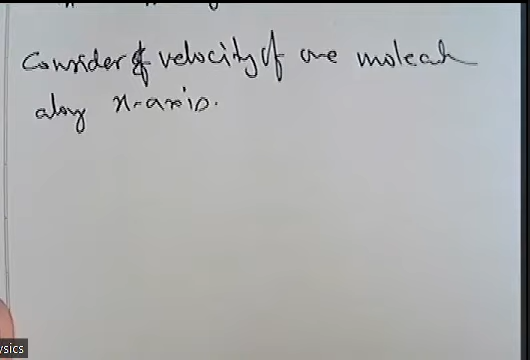 Consider velocity of one molecule
along x-axis.
ysics